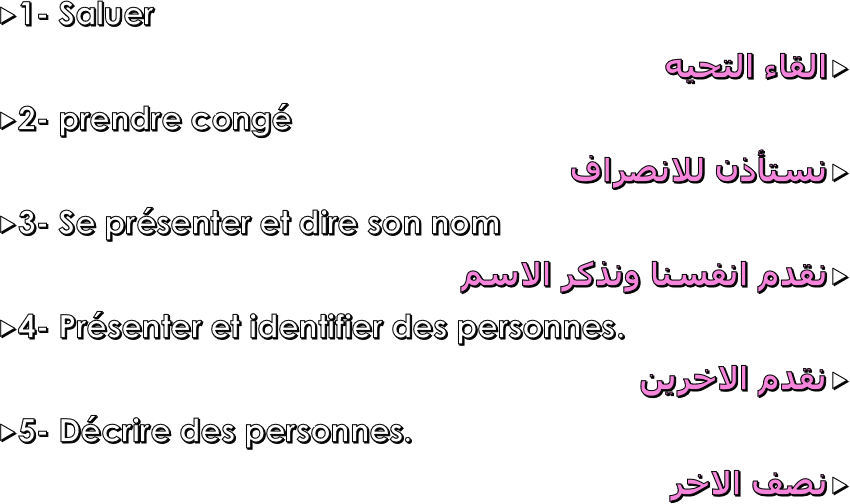 1- Saluer
القاء التحيه
2- prendre congé
نستأذن للانصراف
3- Se présenter et dire son nom
نقدم انفسنا ونذكر الاسم
4- Présenter et identifier des personnes.
نقدم الاخرين
5- Décrire des personnes.
نصف الاخر